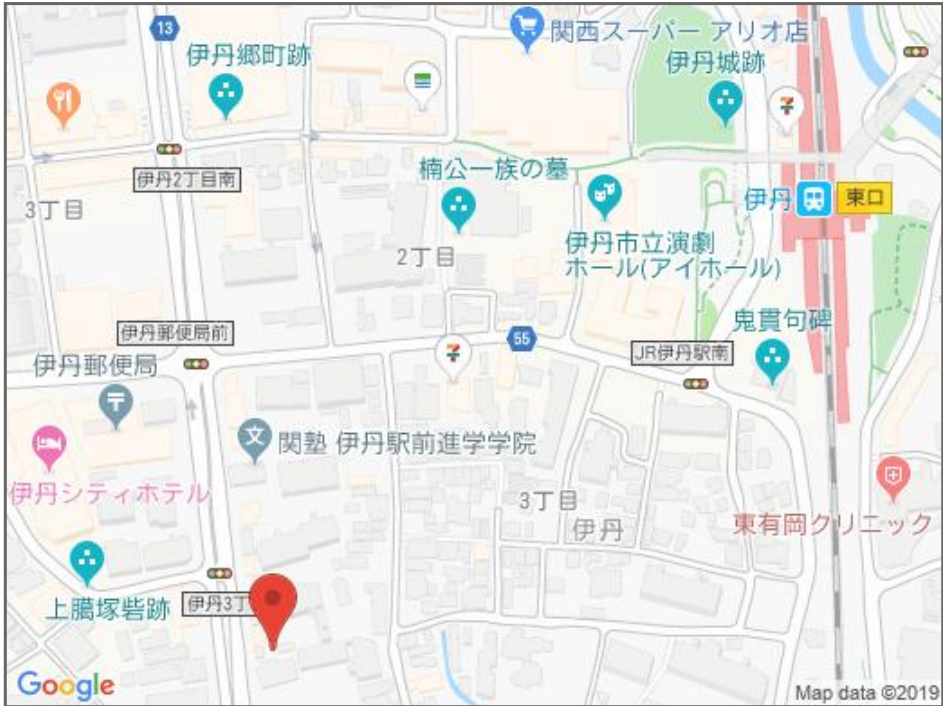 13
関西スーパー アリオ店
伊丹郷町跡
伊丹城跡
伊丹2丁目南
楠公一族の墓
伊丹
東口
3丁目
2丁目
伊丹市立演劇
ホール(アイホール)
鬼貫句碑
伊丹郵便局前
55
JR伊丹駅南
伊丹郵便局
関塾 伊丹駅前進学学院
伊丹シティホテル
3丁目
伊丹
東有岡クリニック
上臈塚砦跡
伊丹3丁
Google
Map data ©2019